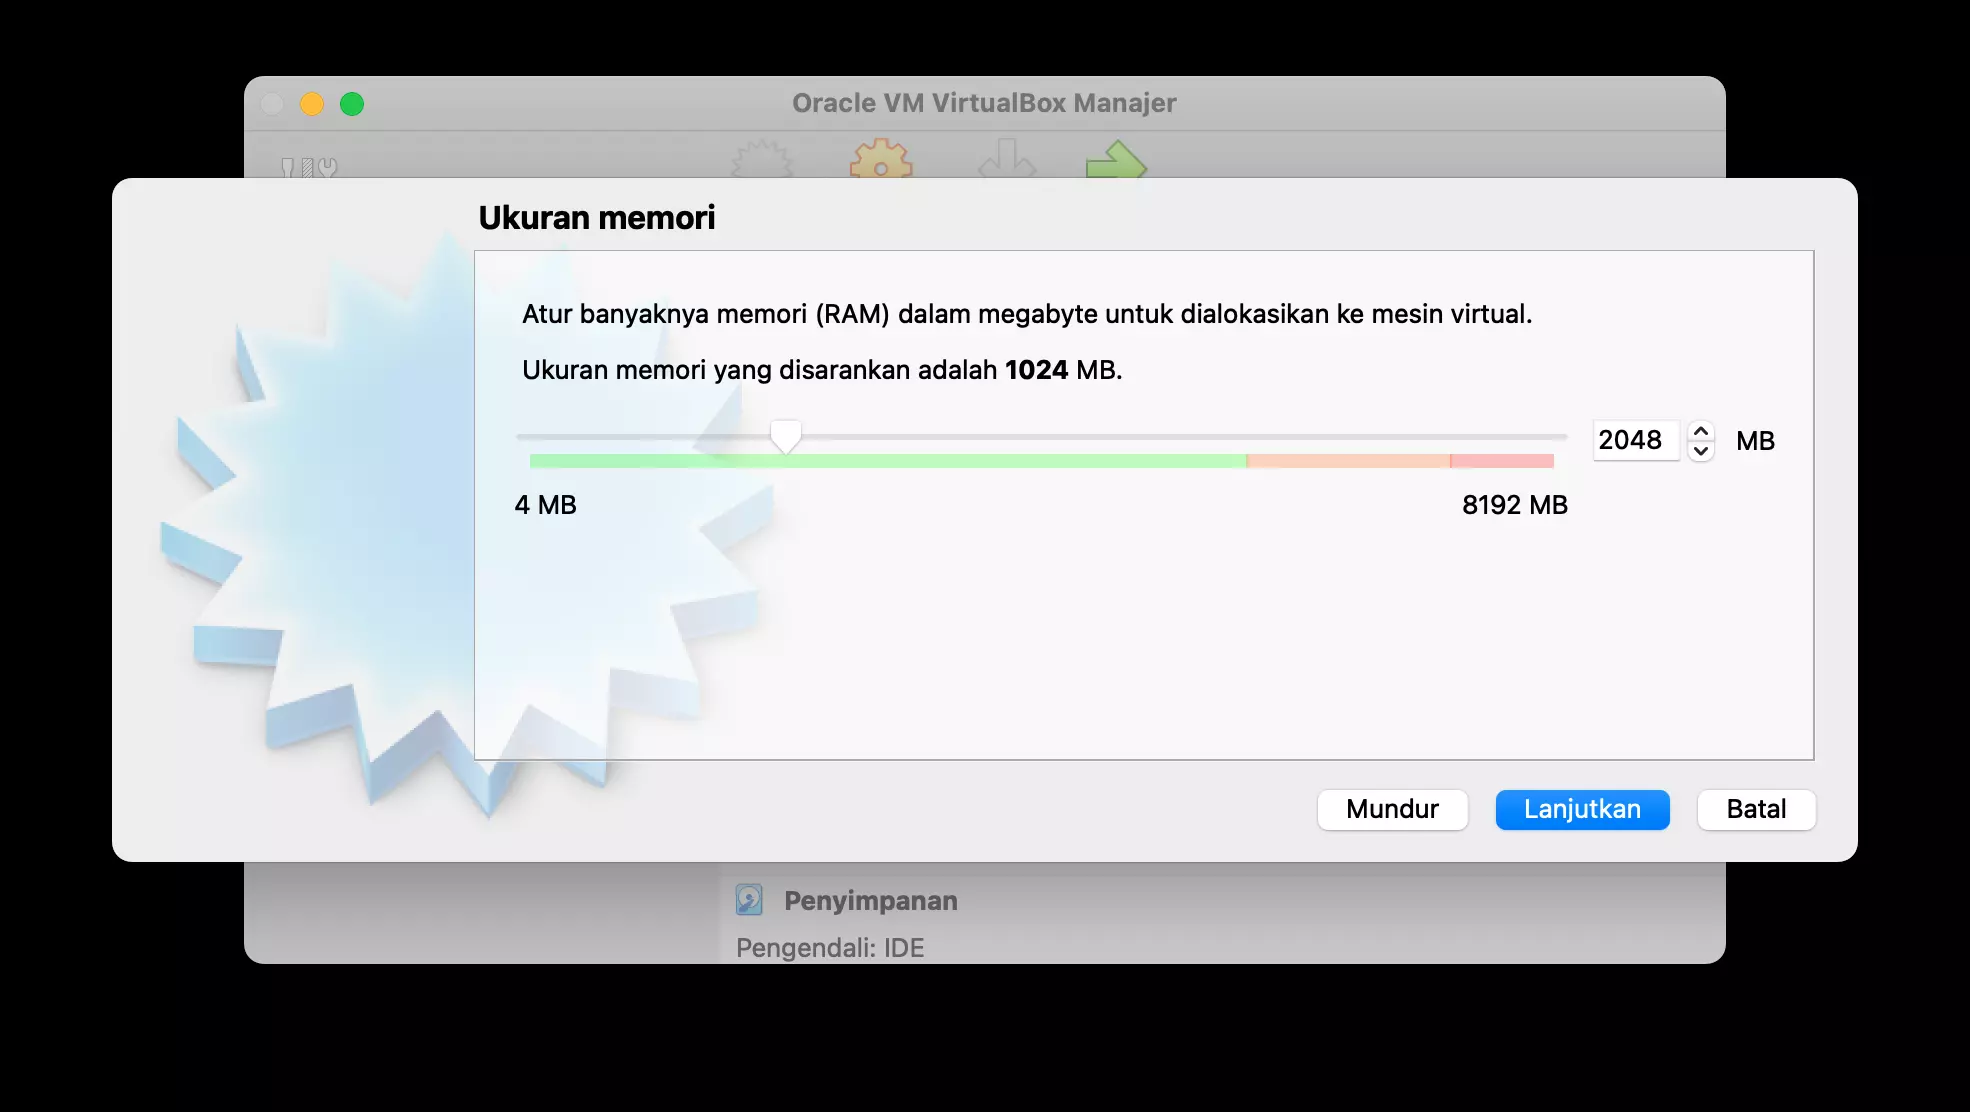 Oracle VM VirtualBox Manajer
Ukuran memori
Atur banyaknya memori (RAM) dalam megabyte untuk dialokasikan ke mesin virtual.
Ukuran memori yang disarankan adalah 1024 MB.
2048 MB
4 MB 8192 MB
Mundur Lanjutkan Batal
Penyimpanan
Pengendali: IDE